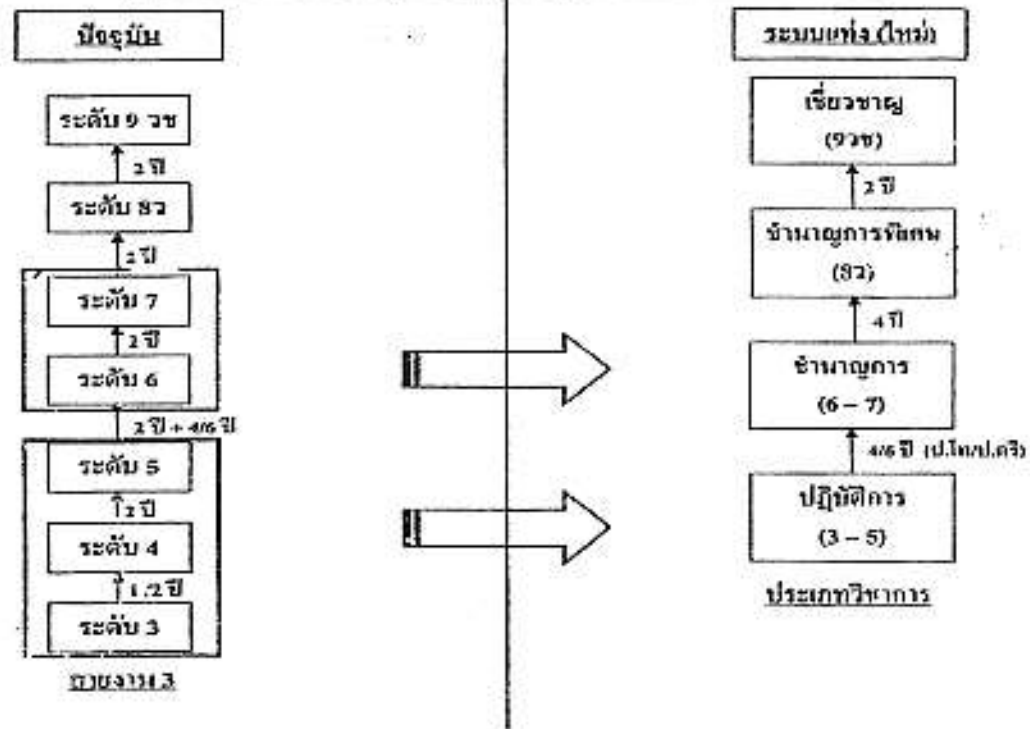 ปัจจุบัน
ระดับ 9 วช
2 ปี
ระดับ 8ว
2 ปี
ระดับ 7
2 ปี
ระดับ 6
2 ปี + 4/6 ปี
ระดับ 5
2 ปี
ระดับ 4
1/2 ปี
ระดับ 3
สายงาน 3
ระบบแท่ง (ใหม่)
เชี่ยวชาญ
(9วช)
2 ปี
ชำนาญการพิเศษ
(8ว)
4 ปี
ชำนาญการ
(6 – 7)
4/6 ปี (ป.โท/ป.ตรี)
ปฏิบัติการ
(3 – 5)
ประเภทวิชาการ